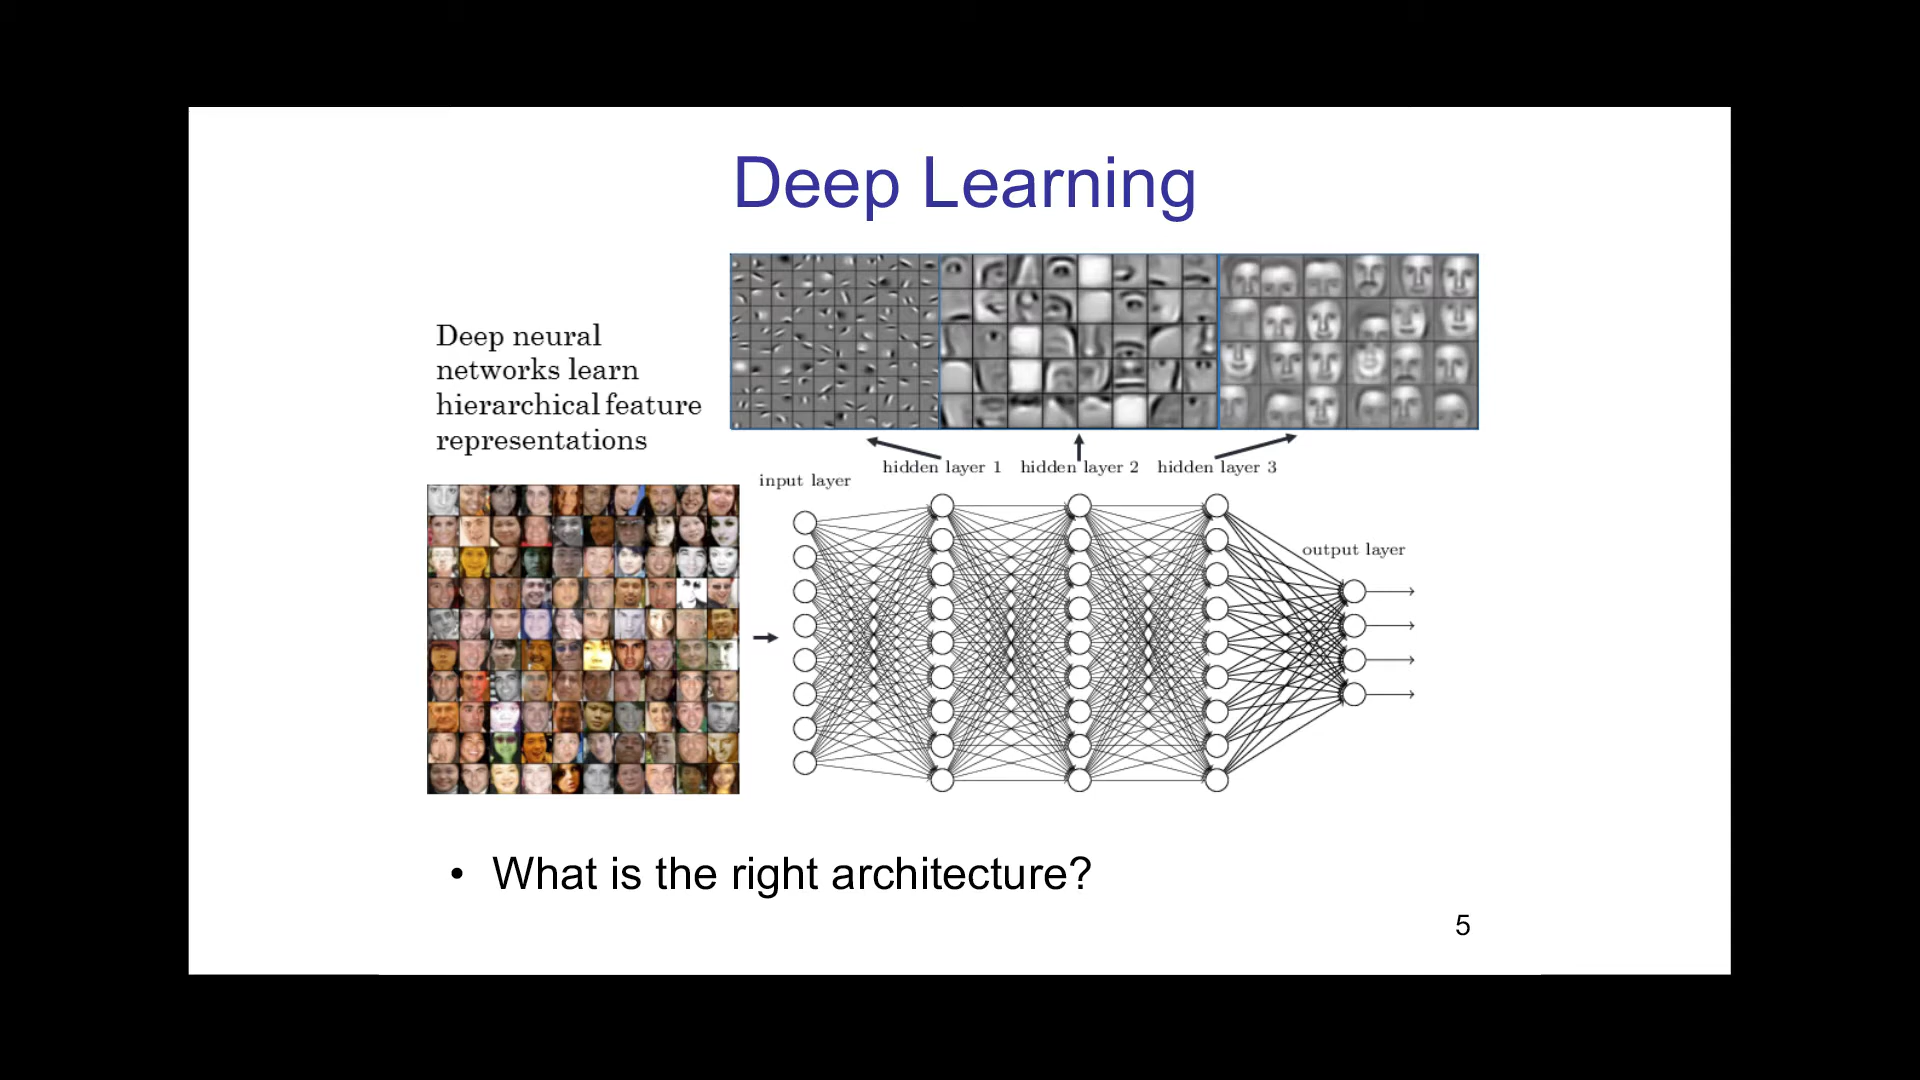 Deep Learning
Deep neural
networks learn
hierarchical feature
representations
input layer
hidden layer 1
hidden layer 2
hidden layer 3
output layer
• What is the right architecture?
5